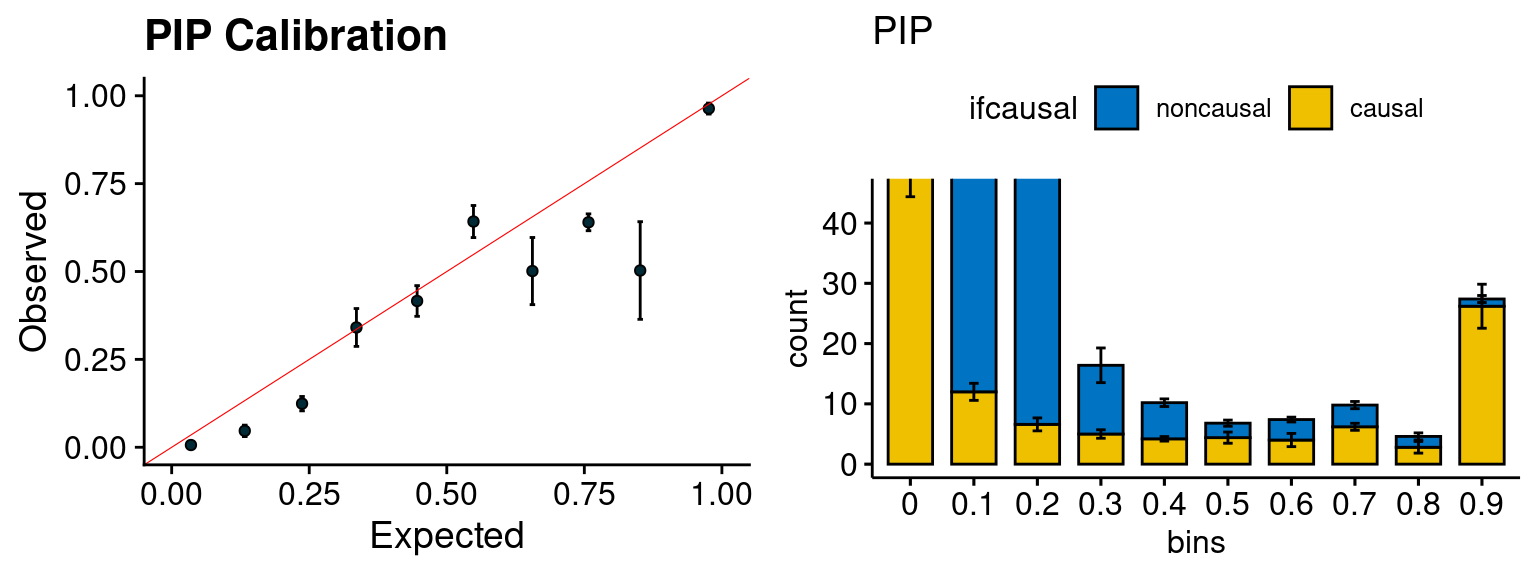 PIP Calibration
1.00
0.75
0.50
0.25
0.00
Observed
0.00 0.25 0.50 0.75 1.00
Expected
PIP
ifcausal noncausal causal
40
30
20
10
0
count
0 0.1 0.2 0.3 0.4 0.5 0.6 0.7 0.8 0.9
bins